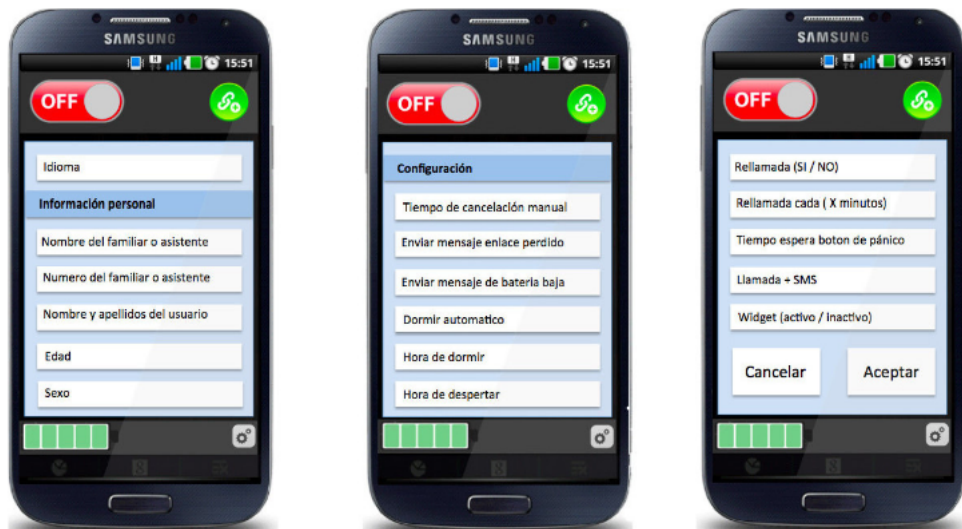 SAMSUNG
15:51
OFF
Idioma
Información personal
Nombre del familiar o asistente
Numero del familiar o asistente
Nombre y apellidos del usuario
Edad
Sexo
SAMSUNG
15:51
OFF
Configuración
Tiempo de cancelación manual
Enviar mensaje enlace perdido
Enviar mensaje de bateria baja
Dormir automatico
Hora de dormir
Hora de despertar
SAMSUNG
15:51
OFF
Rellamada (SI / NO)
Rellamada cada ( X minutos)
Tiempo espera boton de pánico
Llamada + SMS
Widget (activo / inactivo)
Cancelar Aceptar